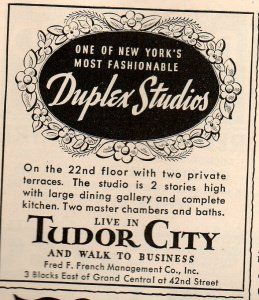 ONE OF NEW YORK'S
MOST FASHIONABLE
Duplex Studios
On the 22nd floor with two private
terraces. The studio is 2 stories high
with large dining gallery and complete
kitchen. Two master chambers and baths.
LIVE IN
TUDOR CITY
AND WALK TO BUSINESS
Fred F. French Management Co., Inc.
3 Blocks East of Grand Central at 42nd Street